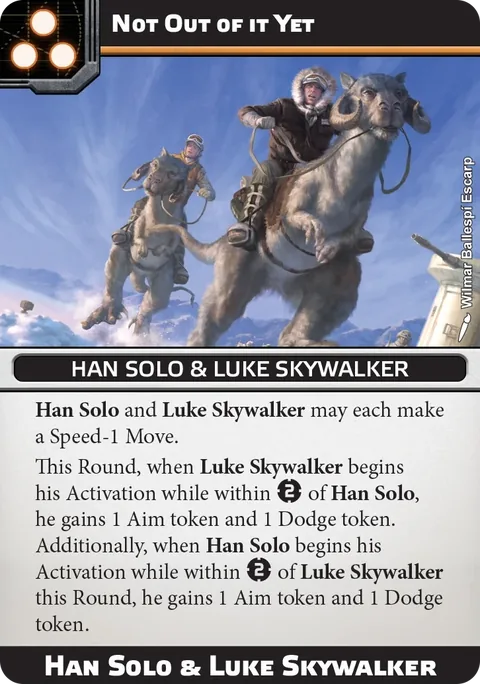 Not Out of it Yet
Wilmar Ballespí Escarp
HAN SOLO & LUKE SKYWALKER
Han Solo and Luke Skywalker may each make
a Speed-1 Move.
This Round, when Luke Skywalker begins
his Activation while within 2 of Han Solo,
he gains 1 Aim token and 1 Dodge token.
Additionally, when Han Solo begins his
Activation while within 2 of Luke Skywalker
this Round, he gains 1 Aim token and 1 Dodge
token.
Han Solo & Luke Skywalker